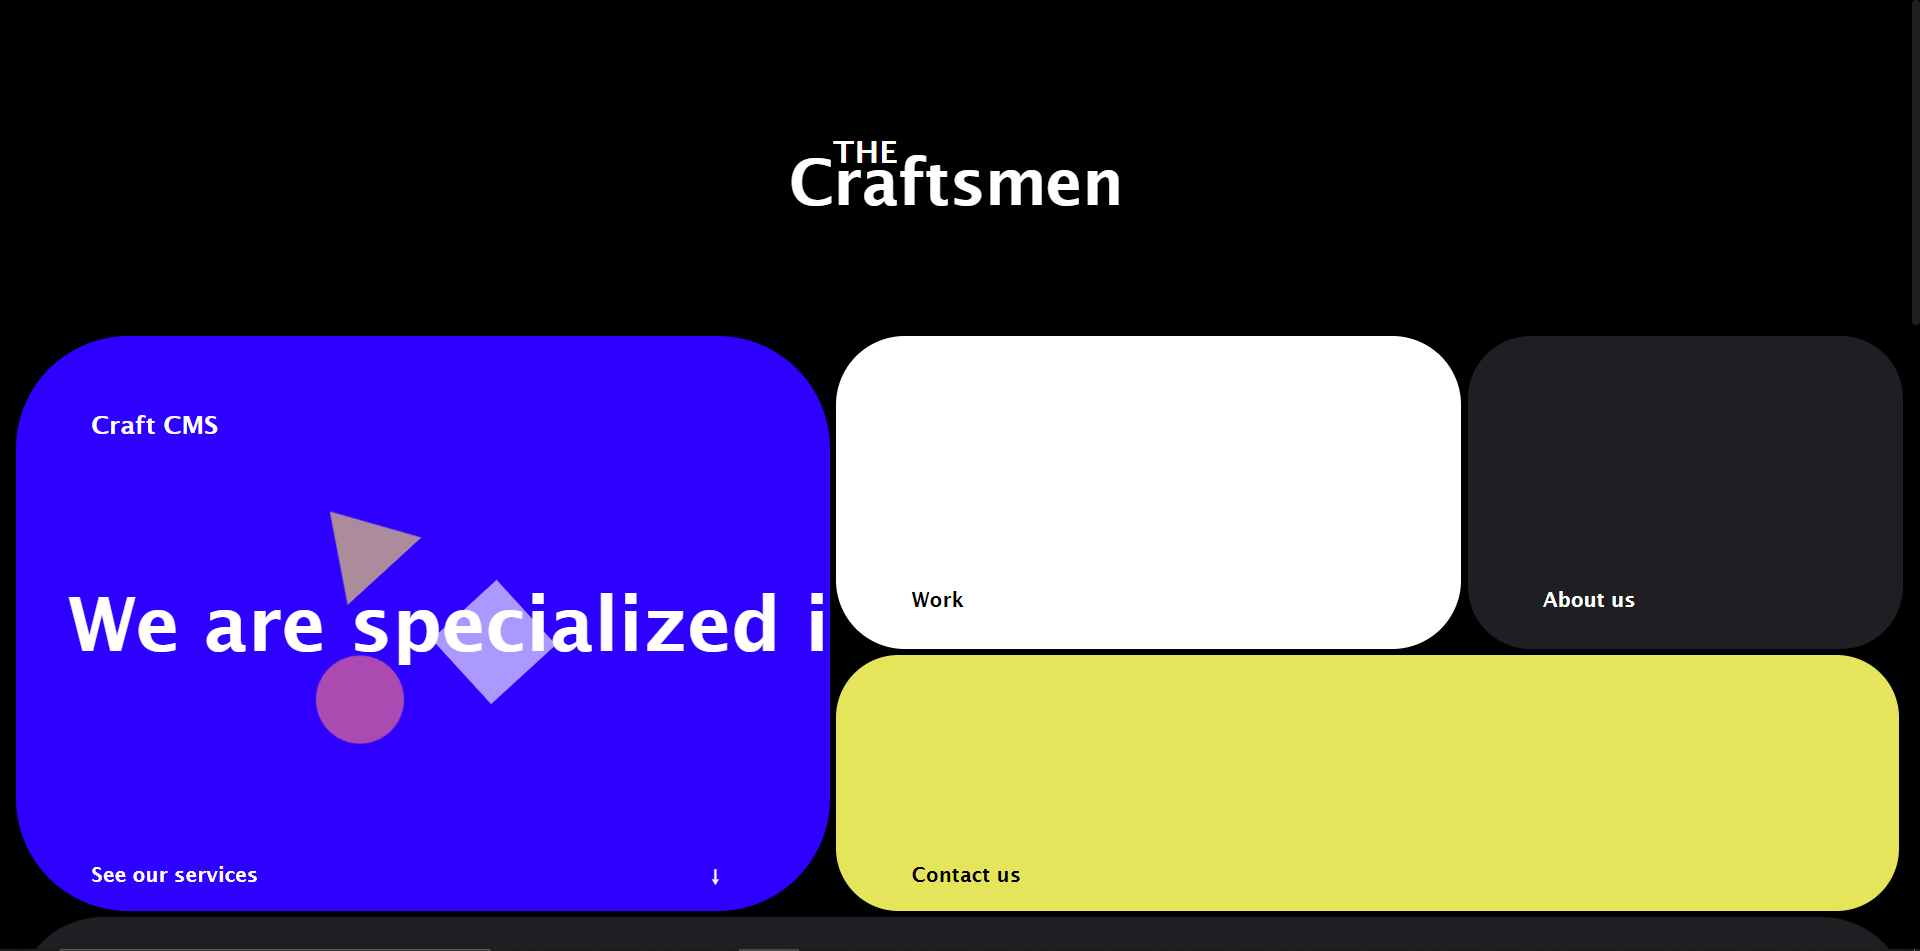 THE
Craftsmen
Craft CMS
We are specialized i
Work
About us
See our services
↓
Contact us